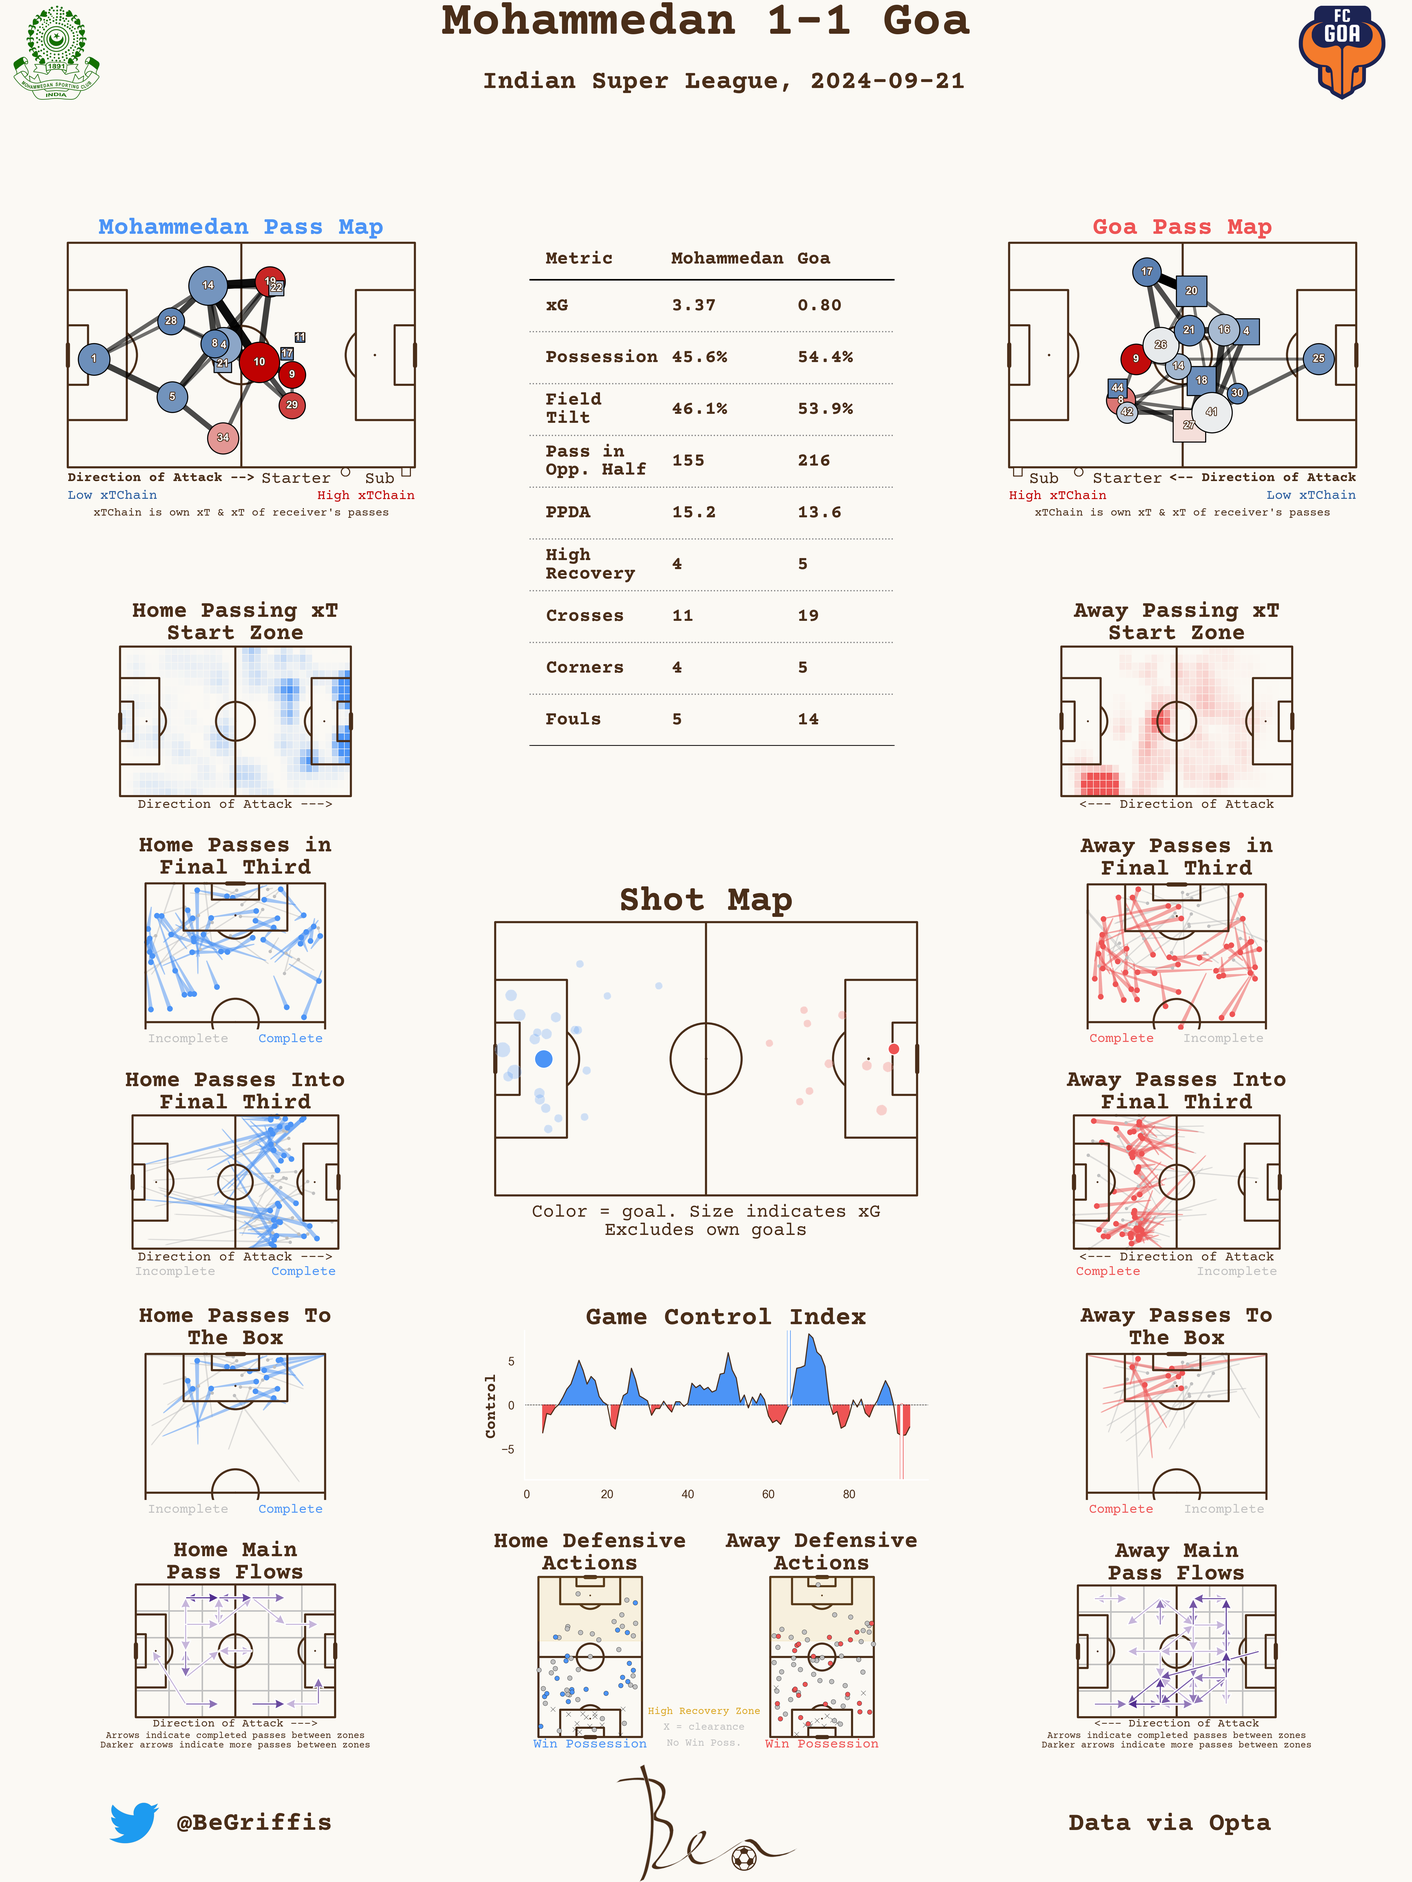 Mohammedan 1-1 Goa
Indian Super League, 2024-09-21
1891
MOHAMMEDAN SPORTING CLUB
INDIA
FC
GOA
Mohammedan Pass Map
14
19
22
28
8
4
21
11
17
10
9
1
5
29
34
Direction of Attack --> Starter Sub
Low xTChain High xTChain
xTChain is own xT & xT of receiver's passes
Metric Mohammedan Goa
xG 3.37 0.80
Possession 45.6% 54.4%
Field
Tilt 46.1% 53.9%
Pass in
Opp. Half 155 216
PPDA 15.2 13.6
High
Recovery 4 5
Crosses 11 19
Corners 4 5
Fouls 5 14
Goa Pass Map
17
20
21
16
4
26
9
14
25
18
44
8
42
30
41
27
Sub Starter <-- Direction of Attack
High xTChain Low xTChain
xTChain is own xT & xT of receiver's passes
Home Passing xT
Start Zone
Direction of Attack --->
Away Passing xT
Start Zone
<--- Direction of Attack
Home Passes in
Final Third
Incomplete Complete
Shot Map
Color = goal. Size indicates xG
Excludes own goals
Away Passes in
Final Third
Complete Incomplete
Home Passes Into
Final Third
Direction of Attack --->
Incomplete Complete
Away Passes Into
Final Third
<--- Direction of Attack
Complete Incomplete
Home Passes To
The Box
Incomplete Complete
Game Control Index
Control
5
0
−5
0 20 40 60 80
Away Passes To
The Box
Complete Incomplete
Home Main
Pass Flows
Direction of Attack --->
Arrows indicate completed passes between zones
Darker arrows indicate more passes between zones
Home Defensive
Actions
Win Possession
High Recovery Zone
X = clearance
No Win Poss.
Away Defensive
Actions
Win Possession
Away Main
Pass Flows
<--- Direction of Attack
Arrows indicate completed passes between zones
Darker arrows indicate more passes between zones
@BeGriffis
Ben
Data via Opta